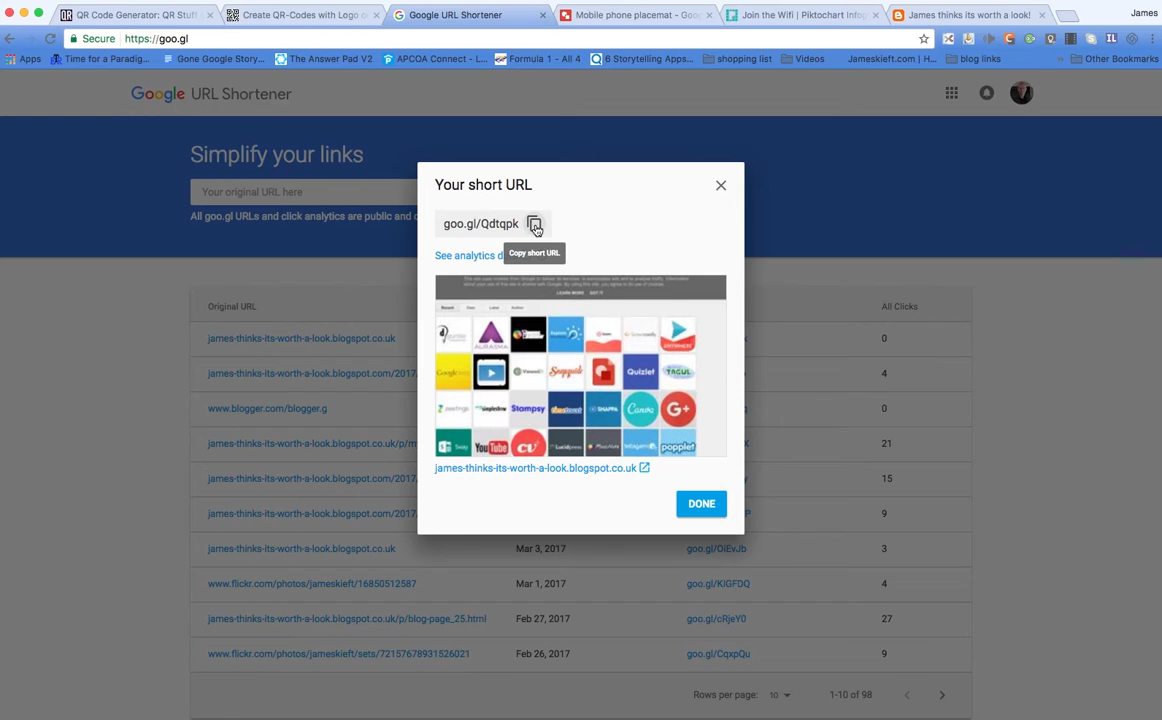 QR Code Generator: QR Stuff
Create QR-Codes with Logo o
Google URL Shortener
Mobile phone placemat - Goo
Join the Wifi | Piktochart Infog
James thinks its worth a look!
James
Secure
https://goo.gl
Apps
Time for a Paradig...
Gone Google Story...
The Answer Pad V2
APCOA Connect - L...
Formula 1 - All 4
6 Storytelling Apps...
shopping list
Videos
Jameskieft.com | H...
blog links
»
Other Bookmarks
Google URL Shortener
Simplify your links
Your original URL here
All goo.gl URLs and click analytics are public and c
Your short URL
goo.gl/Qdtqpk
Copy short URL
See analytics d
LEARN MORE GOT IT
AURASMA
Snapguide
Quizlet
TAGUL
Stampsy
Canva
G+
Sway
YouTube
popplet
james-thinks-its-worth-a-look.blogspot.co.uk
DONE
Original URL
All Clicks
james-thinks-its-worth-a-look.blogspot.co.uk
0
james-thinks-its-worth-a-look.blogspot.com/2017/
4
www.blogger.com/blogger.g
0
james-thinks-its-worth-a-look.blogspot.co.uk/p/m
21
james-thinks-its-worth-a-look.blogspot.com/2017
15
james-thinks-its-worth-a-look.blogspot.com/2017
9
james-thinks-its-worth-a-look.blogspot.co.uk
Mar 3, 2017
goo.gl/OiEvJb
3
www.flickr.com/photos/jameskieft/16850512587
Mar 1, 2017
goo.gl/KIGFDQ
4
james-thinks-its-worth-a-look.blogspot.co.uk/p/blog-page_25.html
Feb 27, 2017
goo.gl/cRjeY0
27
www.flickr.com/photos/jameskieft/sets/72157678931526021
Feb 26, 2017
goo.gl/CqxpQu
9
Rows per page:
10
1-10 of 98